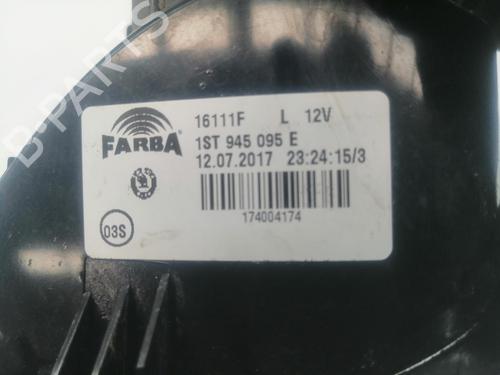 B-PARTS
FARBA
16111F L 12V
1ST 945 095 E
12.07.2017 23:24:15/3
174004174
03S